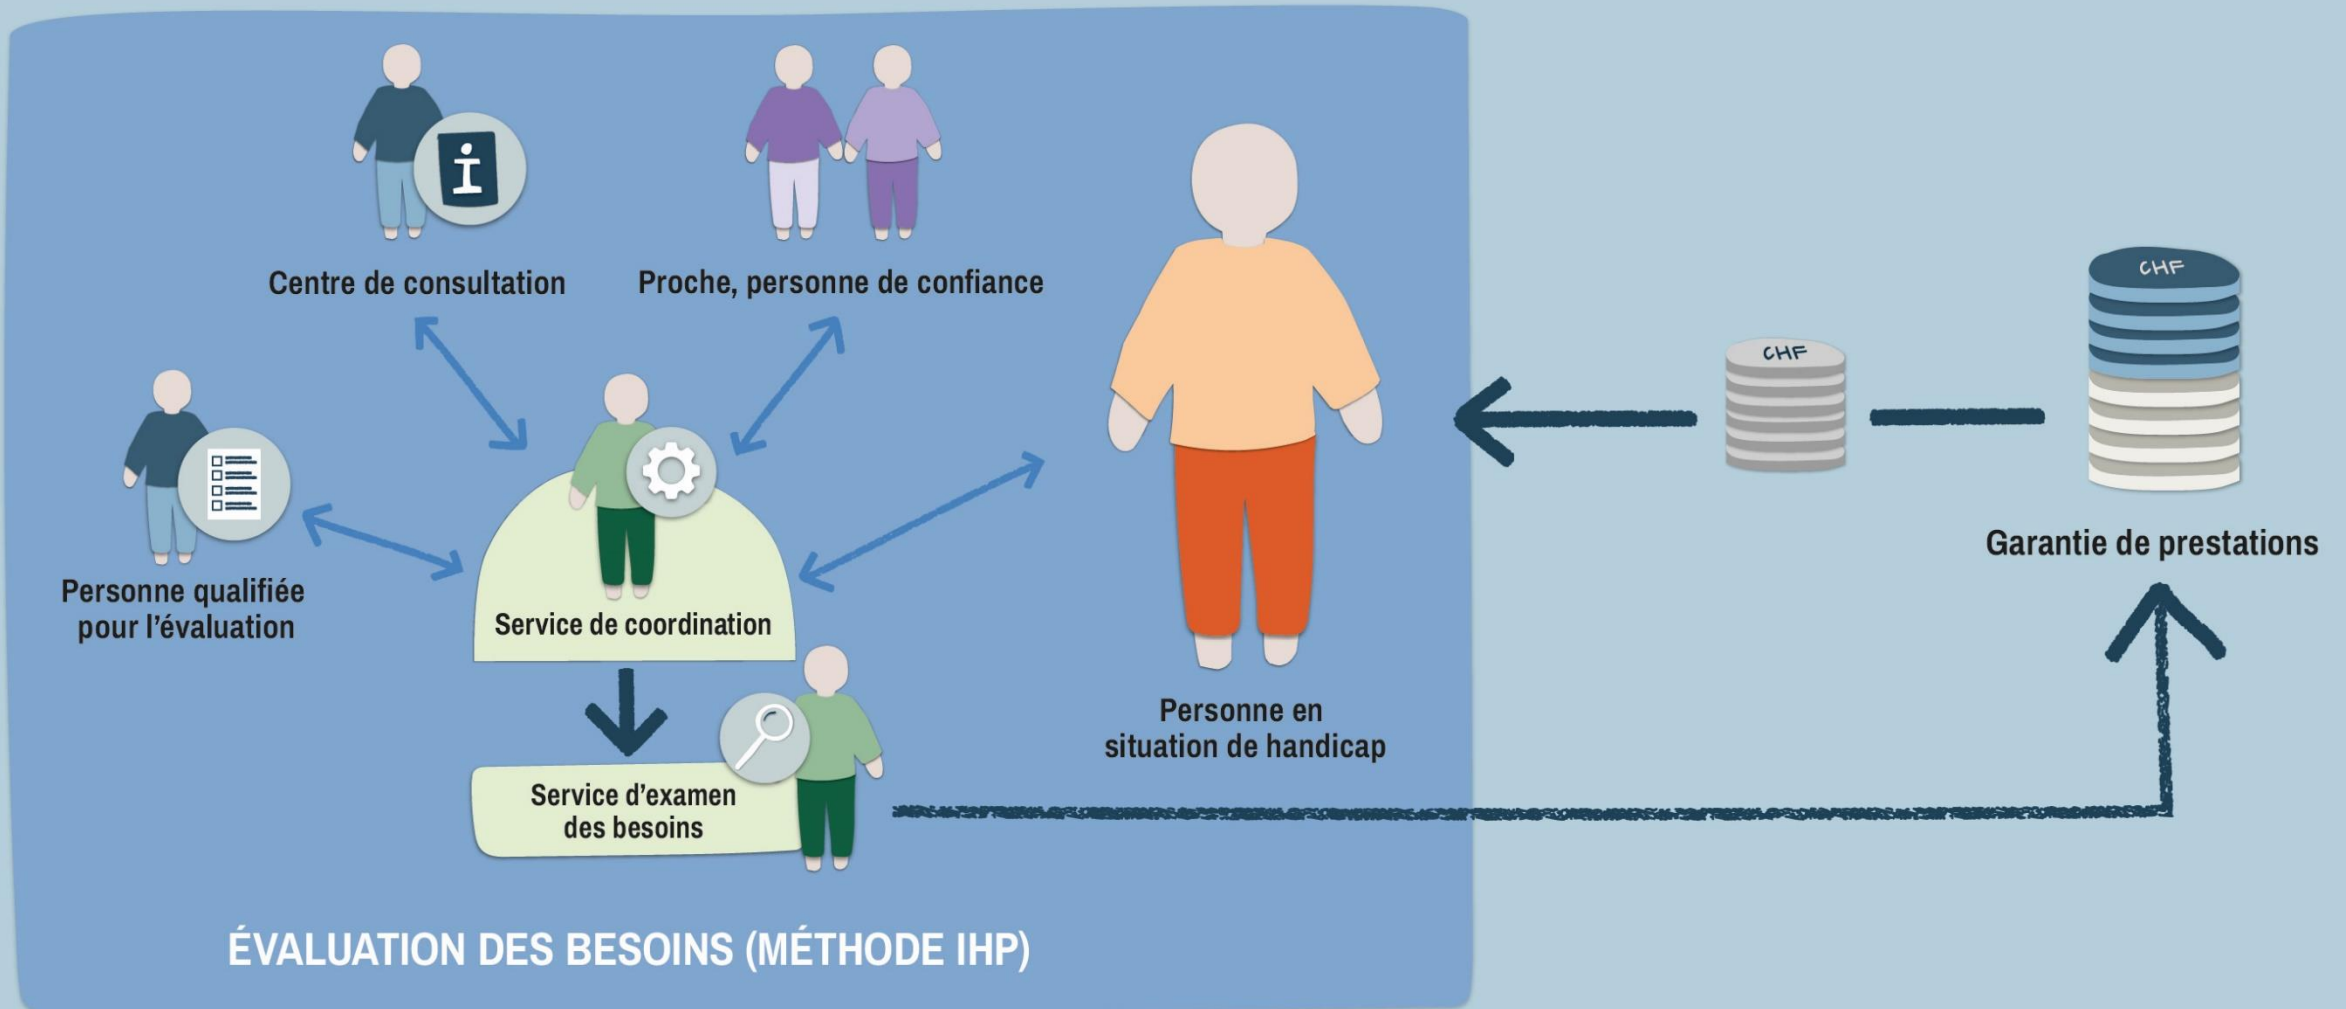 Centre de consultation
Proche, personne de confiance
CHF
CHF
Garantie de prestations
Personne qualifiée
pour l’évaluation
Service de coordination
Personne en
situation de handicap
Service d’examen
des besoins
ÉVALUATION DES BESOINS (MÉTHODE IHP)